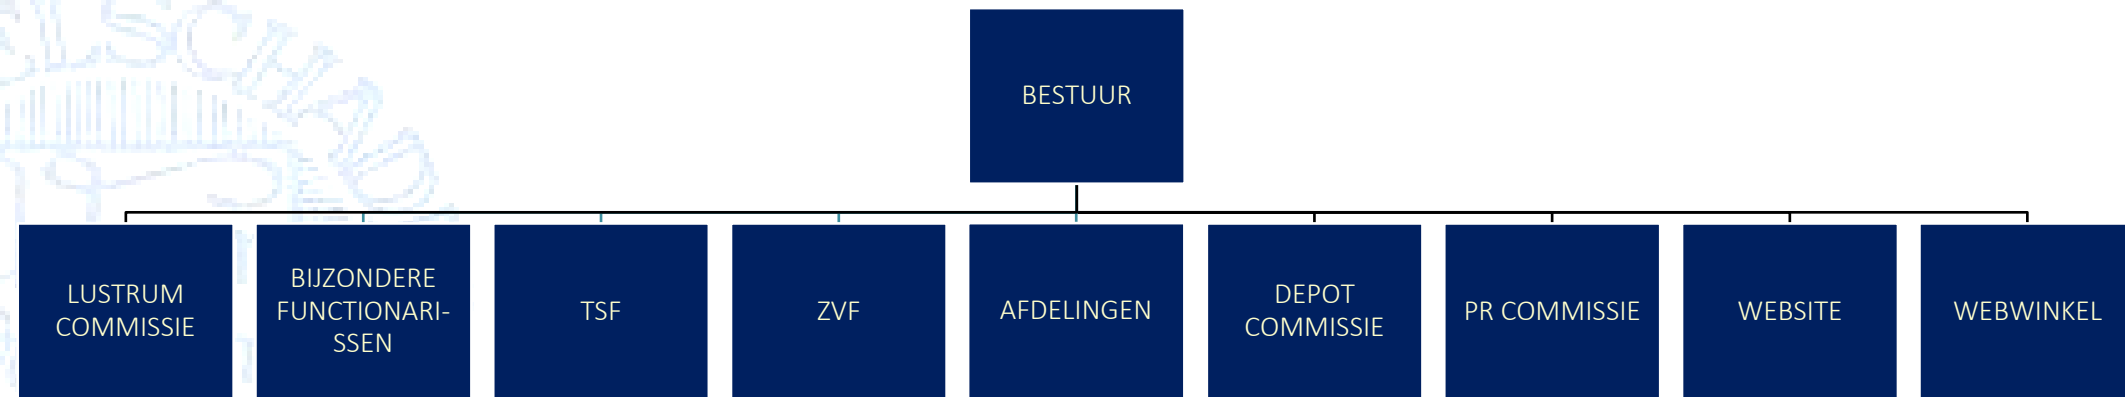 BESTUUR
LUSTRUM
COMMISSIE
BIJZONDERE
FUNCTIONARI-
SSEN
TSF
ZVF
AFDELINGEN
DEPOT
COMMISSIE
PR COMMISSIE
WEBSITE
WEBWINKEL